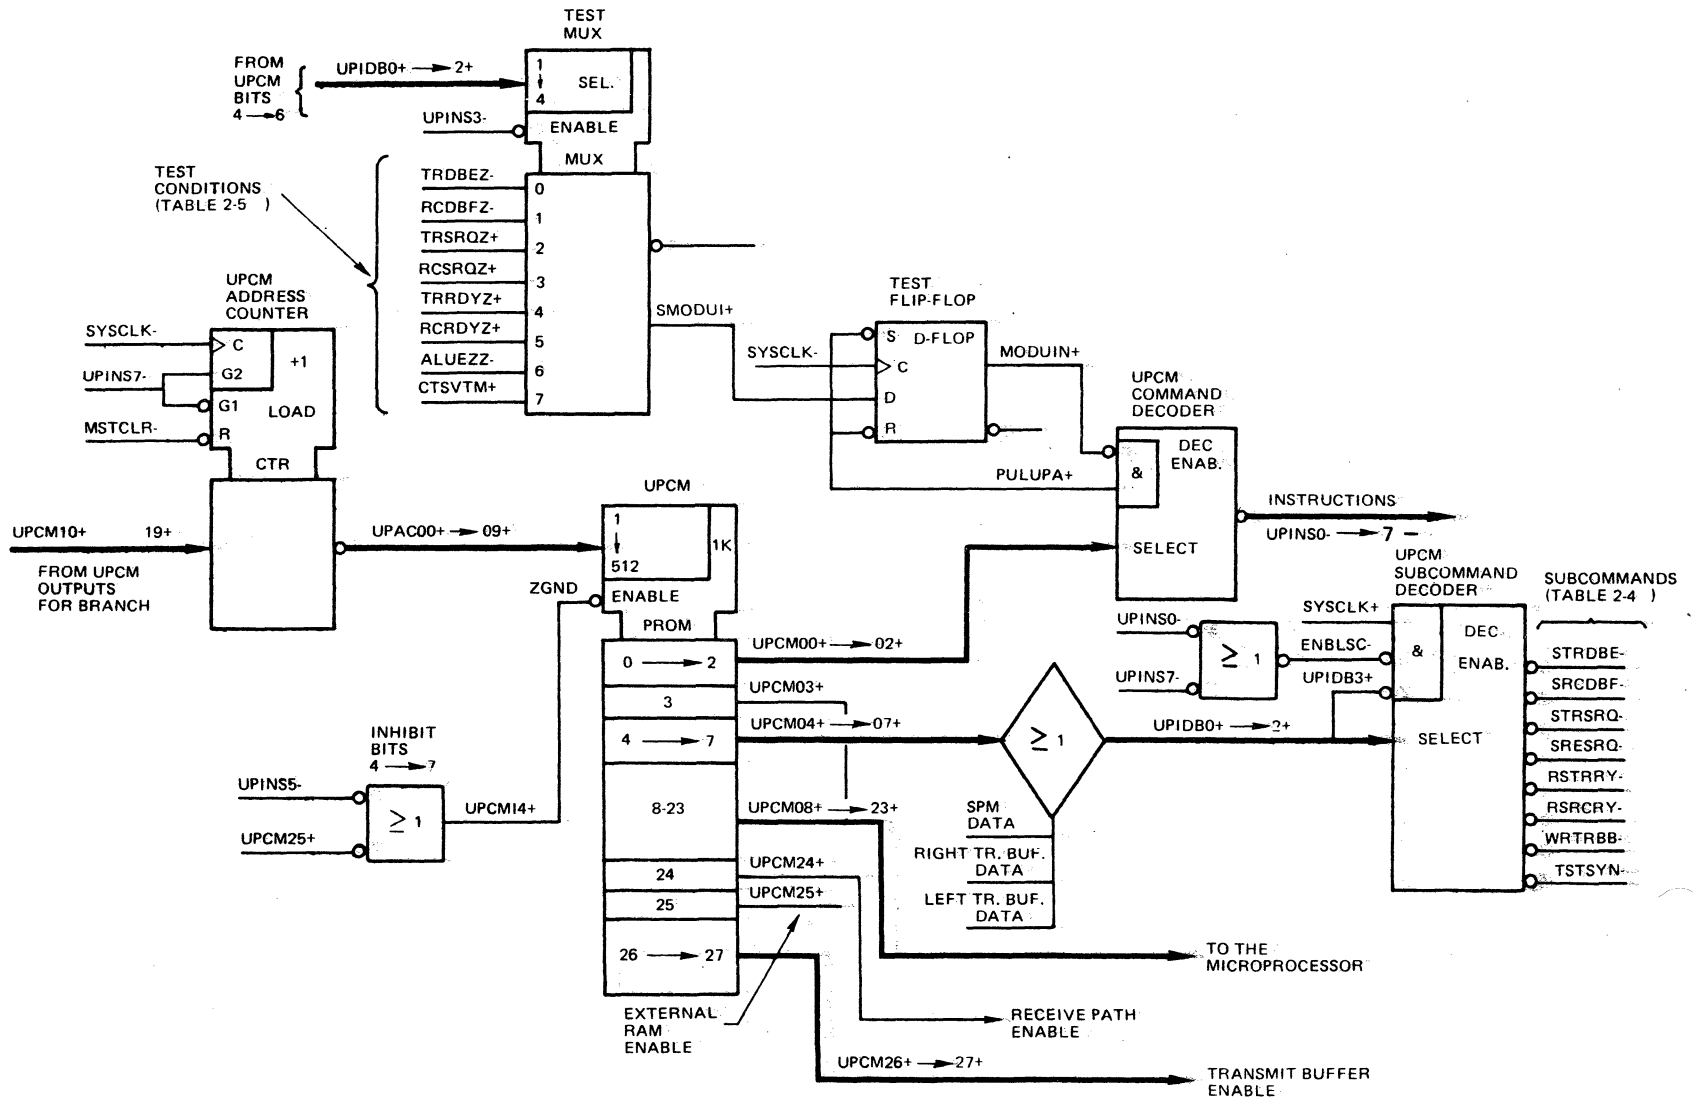 TEST
MUX
FROM
UPCM
BITS
4 → 6
UPIDB0+ → 2+
1
↓
4
SEL.
UPINS3-
ENABLE
MUX
TEST
CONDITIONS
(TABLE 2-5 )
TRDBEZ-
0
RCDBFZ-
1
TRSRQZ+
2
RCSRQZ+
3
TRRDYZ+
4
RCRDYZ+
5
ALUEZZ-
6
CTSVTM+
7
SMODUI+
UPCM
ADDRESS
COUNTER
SYSCLK-
C
+1
UPINS7-
G2
G1
LOAD
MSTCLR-
R
CTR
UPCM10+ 19+
FROM UPCM
OUTPUTS
FOR BRANCH
UPAC00+ → 09+
TEST
FLIP-FLOP
S
D-FLOP
SYSCLK-
C
D
R
MODUIN+
PULUPA+
UPCM
COMMAND
DECODER
DEC
ENAB.
&
SELECT
INSTRUCTIONS
UPINS0- → 7 -
UPCM
1
↓
512
1K
ZGND
ENABLE
PROM
0 → 2
UPCM00+ → 02+
3
UPCM03+
4 → 7
UPCM04+ → 07+
8-23
UPCM08+ → 23+
24
UPCM24+
25
UPCM25+
26 → 27
INHIBIT
BITS
4 → 7
UPINS5-
UPCM25+
≥ 1
UPCMI4+
EXTERNAL
RAM
ENABLE
UPCM26+ → 27+
≥ 1
SPM
DATA
RIGHT TR. BUF.
DATA
LEFT TR. BUF.
DATA
UPIDB0+ → 2+
UPINS0-
UPINS7-
≥ 1
UPCM
SUBCOMMAND
DECODER
SYSCLK+
ENBLSC-
UPIDB3+
&
DEC
ENAB.
SELECT
SUBCOMMANDS
(TABLE 2-4 )
STRDBE-
SRCDBF-
STRSRQ-
SRESRQ-
RSTRRY-
RSRCRY-
WRTRBB-
TSTSYN-
TO THE
MICROPROCESSOR
RECEIVE PATH
ENABLE
TRANSMIT BUFFER
ENABLE